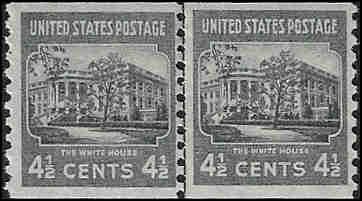 UNITED STATES POSTAGE
THE WHITE HOUSE
4½ CENTS 4½
UNITED STATES POSTAGE
THE WHITE HOUSE
4½ CENTS 4½